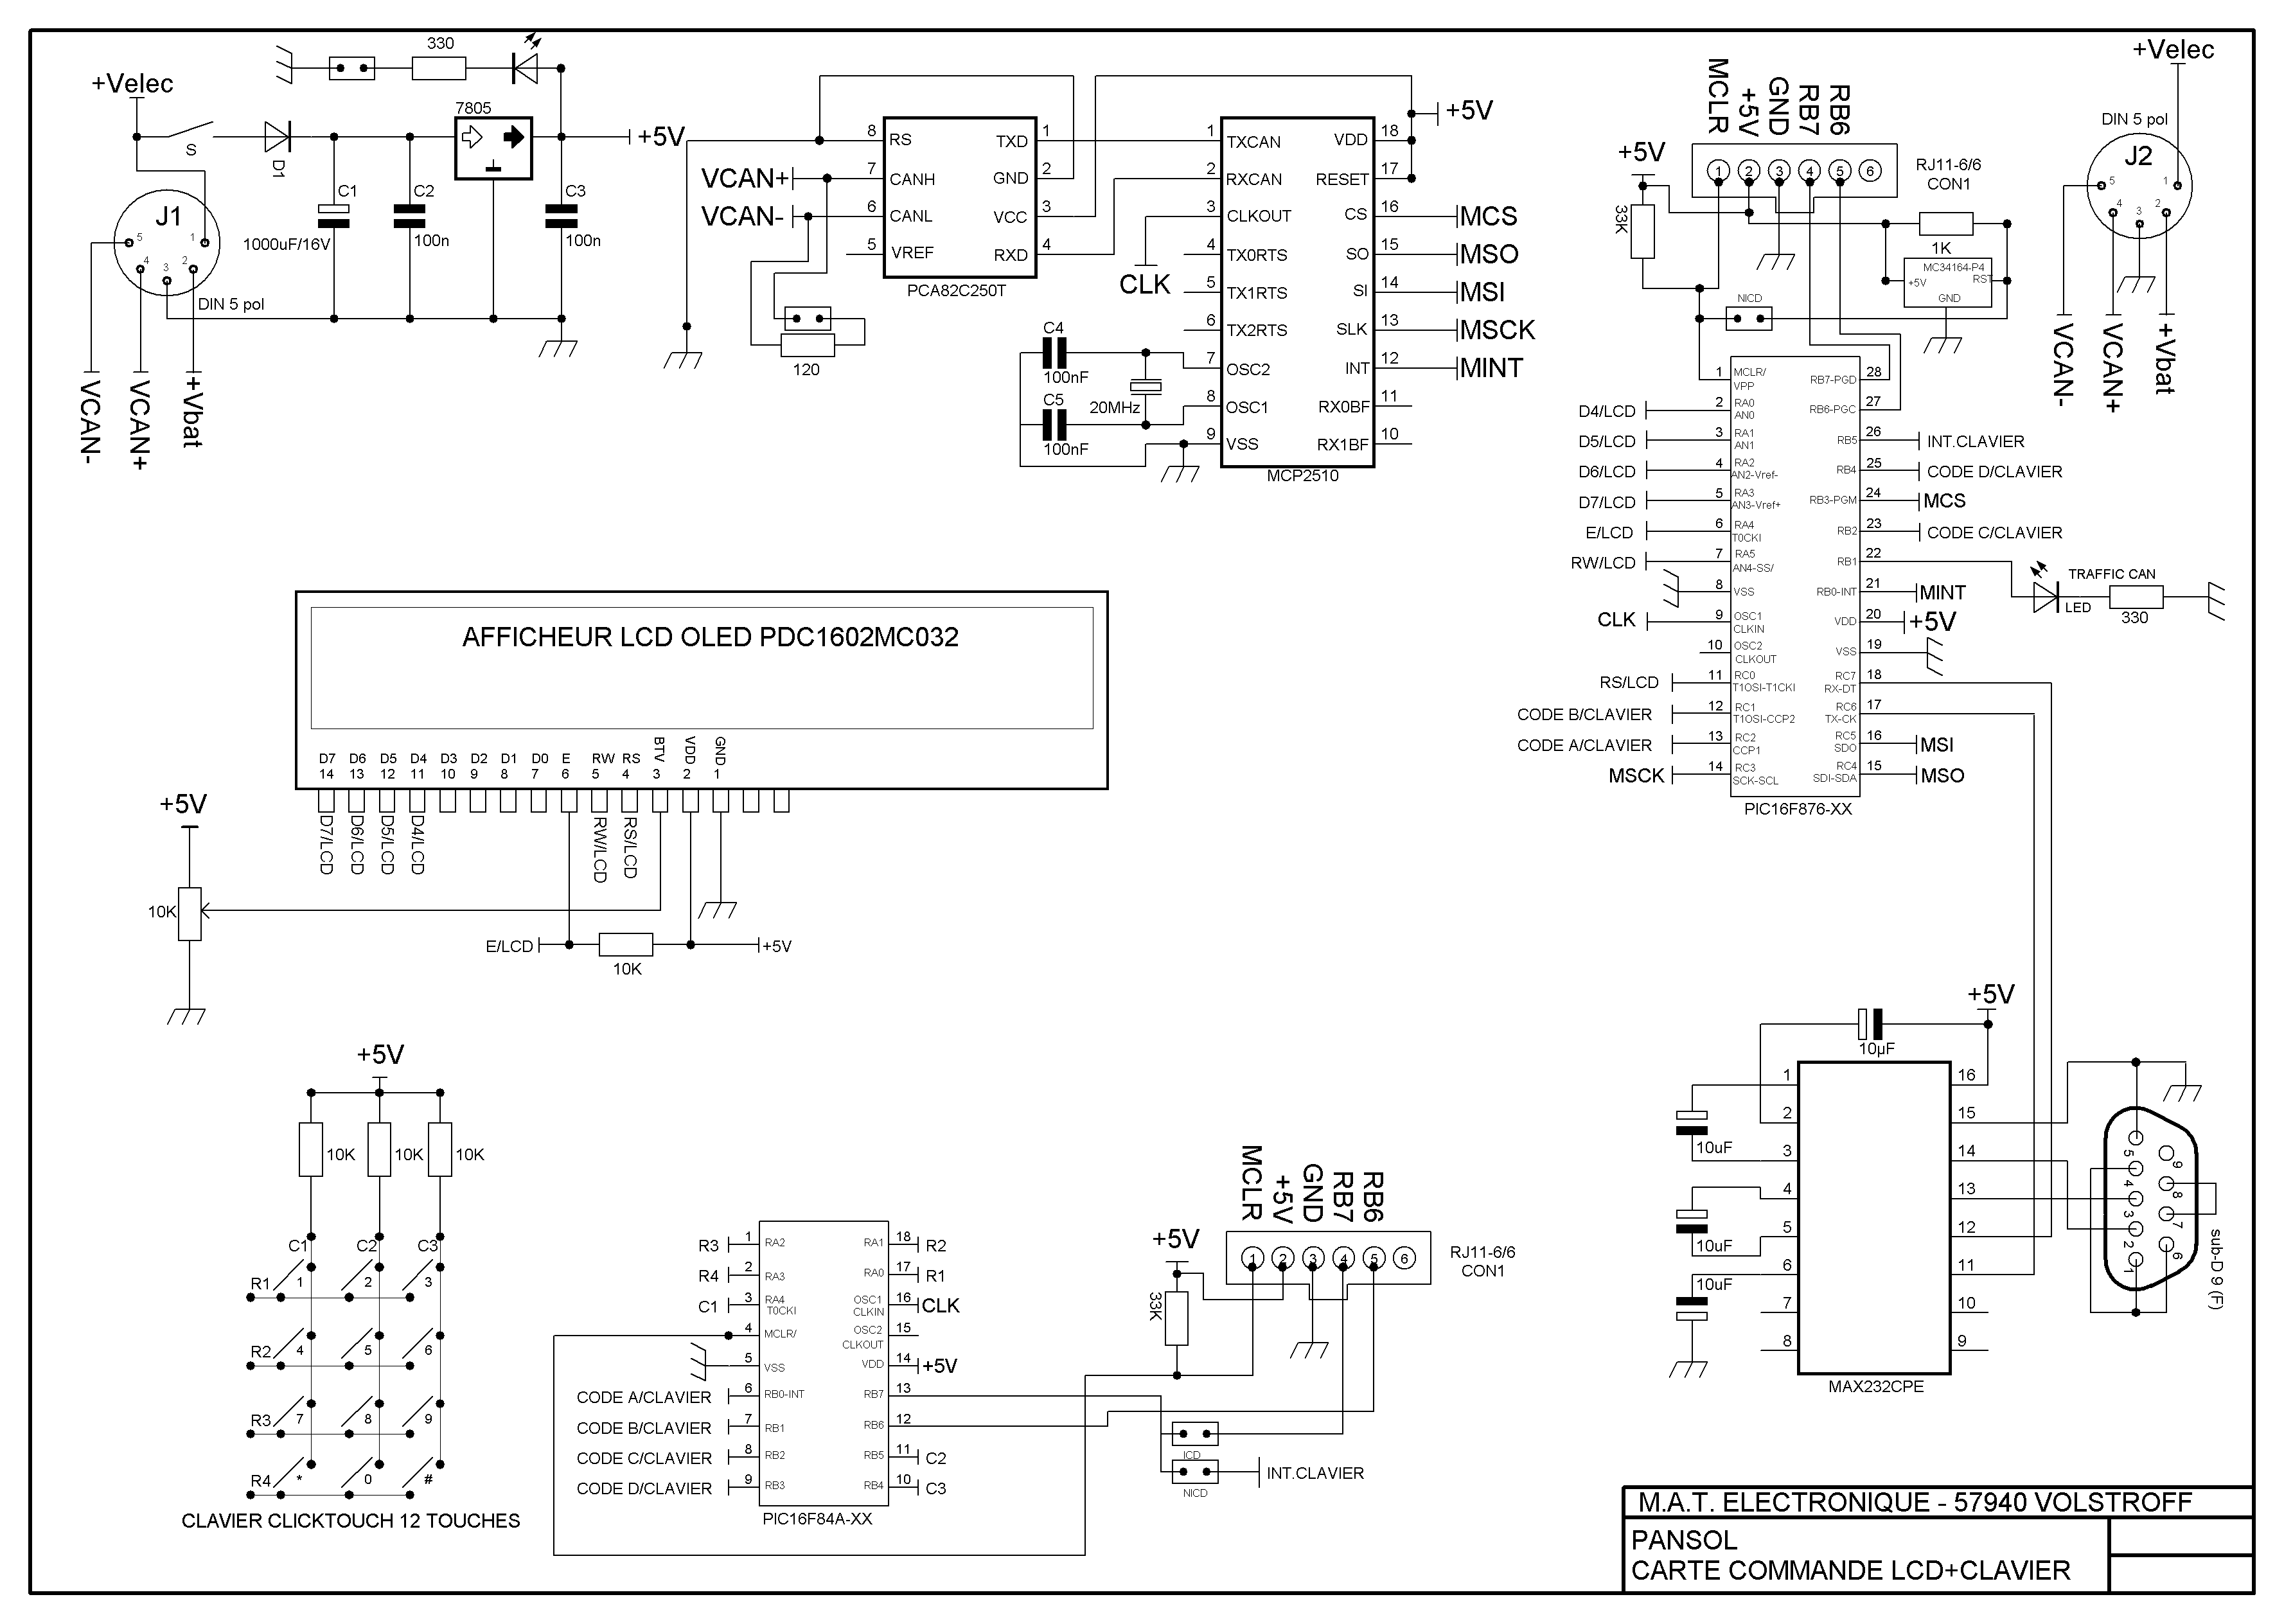 +Velec
S
D1
330
7805
+5V
C1
1000uF/16V
C2
100n
C3
100n
J1
5
4
3
2
1
DIN 5 pol
VCAN-
VCAN+
+Vbat
VCAN+
VCAN-
8 RS
7 CANH
6 CANL
5 VREF
TXD 1
GND 2
VCC 3
RXD 4
PCA82C250T
120
+5V
1 TXCAN
2 RXCAN
3 CLKOUT
4 TX0RTS
5 TX1RTS
6 TX2RTS
7 OSC2
8 OSC1
9 VSS
VDD 18
RESET 17
CS 16 MCS
SO 15 MSO
SI 14 MSI
SLK 13 MSCK
INT 12 MINT
RX0BF 11
RX1BF 10
MCP2510
CLK
C4
100nF
C5
100nF
20MHz
MCLR
+5V
GND
RB7
RB6
1 2 3 4 5 6
RJ11-6/6
CON1
+5V
33K
1K
MC34164-P4
+5V
RST
GND
NICD
+Velec
DIN 5 pol
J2
5
4
3
2
1
VCAN-
VCAN+
+Vbat
1 MCLR/
VPP
D4/LCD 2 RA0
AN0
D5/LCD 3 RA1
AN1
D6/LCD 4 RA2
AN2-Vref-
D7/LCD 5 RA3
AN3-Vref+
E/LCD 6 RA4
T0CKI
RW/LCD 7 RA5
AN4-SS/
8 VSS
CLK 9 OSC1
CLKIN
10 OSC2
CLKOUT
RS/LCD 11 RC0
T1OSI-T1CKI
CODE B/CLAVIER 12 RC1
T1OSI-CCP2
CODE A/CLAVIER 13 RC2
CCP1
MSCK 14 RC3
SCK-SCL
RB7-PGD 28
RB6-PGC 27
RB5 26 INT.CLAVIER
RB4 25 CODE D/CLAVIER
RB3-PGM 24 MCS
RB2 23 CODE C/CLAVIER
RB1 22
RB0-INT 21 MINT
VDD 20 +5V
VSS 19
RC7 18
RX-DT
RC6 17
TX-CK
RC5 16 MSI
SDO
RC4 15 MSO
SDI-SDA
PIC16F876-XX
TRAFFIC CAN
LED
330
AFFICHEUR LCD OLED PDC1602MC032
D7 D6 D5 D4 D3 D2 D1 D0 E RW RS BTV VDD GND
14 13 12 11 10 9 8 7 6 5 4 3 2 1
D7/LCD
D6/LCD
D5/LCD
D4/LCD
RW/LCD
RS/LCD
+5V
10K
E/LCD
10K
+5V
+5V
10K
10K
10K
C1 C2 C3
R1 1 2 3
R2 4 5 6
R3 7 8 9
R4 * 0 #
CLAVIER CLICKTOUCH 12 TOUCHES
R3 1 RA2
R4 2 RA3
C1 3 RA4
T0CKI
4 MCLR/
5 VSS
CODE A/CLAVIER 6 RB0-INT
CODE B/CLAVIER 7 RB1
CODE C/CLAVIER 8 RB2
CODE D/CLAVIER 9 RB3
RA1 18 R2
RA0 17 R1
OSC1 16 CLK
CLKIN
OSC2 15
CLKOUT
VDD 14 +5V
RB7 13
RB6 12
RB5 11 C2
RB4 10 C3
PIC16F84A-XX
MCLR
+5V
GND
RB7
RB6
1 2 3 4 5 6
RJ11-6/6
CON1
+5V
33K
ICD
NICD
INT.CLAVIER
+5V
10µF
10uF
10uF
10uF
1
2
3
4
5
6
7
8
16
15
14
13
12
11
10
9
MAX232CPE
5
4
3
2
1
9
8
7
6
sub-D 9 (F)
M.A.T. ELECTRONIQUE - 57940 VOLSTROFF
PANSOL
CARTE COMMANDE LCD+CLAVIER